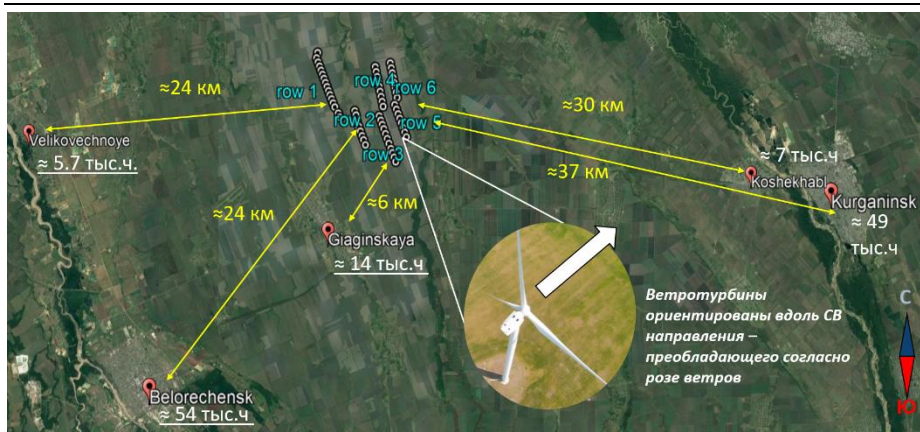 ≈24 км
row 1
row 4
row 6
row 2
row 5
row 3
≈30 км
Velikovechnoye
≈ 5.7 тыс.ч.
≈ 7 тыс.ч
Koshekhabl
≈37 км
Kurganinsk
≈ 49
тыс.ч
≈24 км
≈6 км
Giaginskaya
≈ 14 тыс.ч
Ветротурбины
ориентированы вдоль СВ
направления –
преобладающего согласно
розе ветров
С
Ю
Belorechensk
≈ 54 тыс.ч